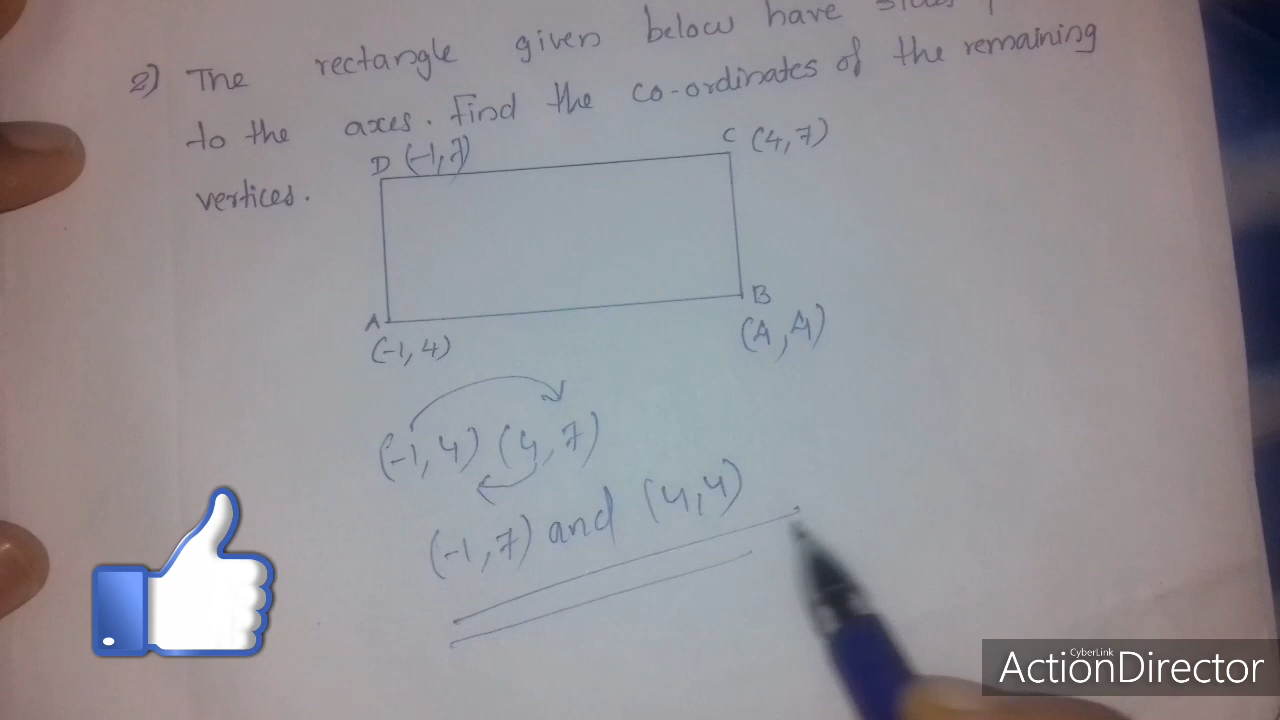 2) The rectangle given below have
to the axes. Find the co-ordinates of the remaining
vertices.
D (-1,7)
C (4,7)
A
(-1,4)
B
(4,4)
(-1,4) (4,7)
(-1,7) and (4,4)
CyberLink
ActionDirector